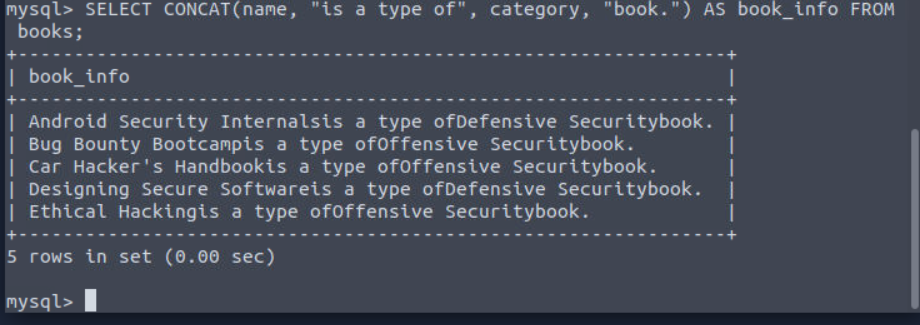 mysql> SELECT CONCAT(name, "is a type of", category, "book.") AS book_info FROM
 books;
+---------------------------------------------------------------+
| book_info                                                     |
+---------------------------------------------------------------+
| Android Security Internalsis a type ofDefensive Securitybook. |
| Bug Bounty Bootcampis a type ofOffensive Securitybook.        |
| Car Hacker's Handbookis a type ofOffensive Securitybook.      |
| Designing Secure Softwareis a type ofDefensive Securitybook.  |
| Ethical Hackingis a type ofOffensive Securitybook.            |
+---------------------------------------------------------------+
5 rows in set (0.00 sec)

mysql>